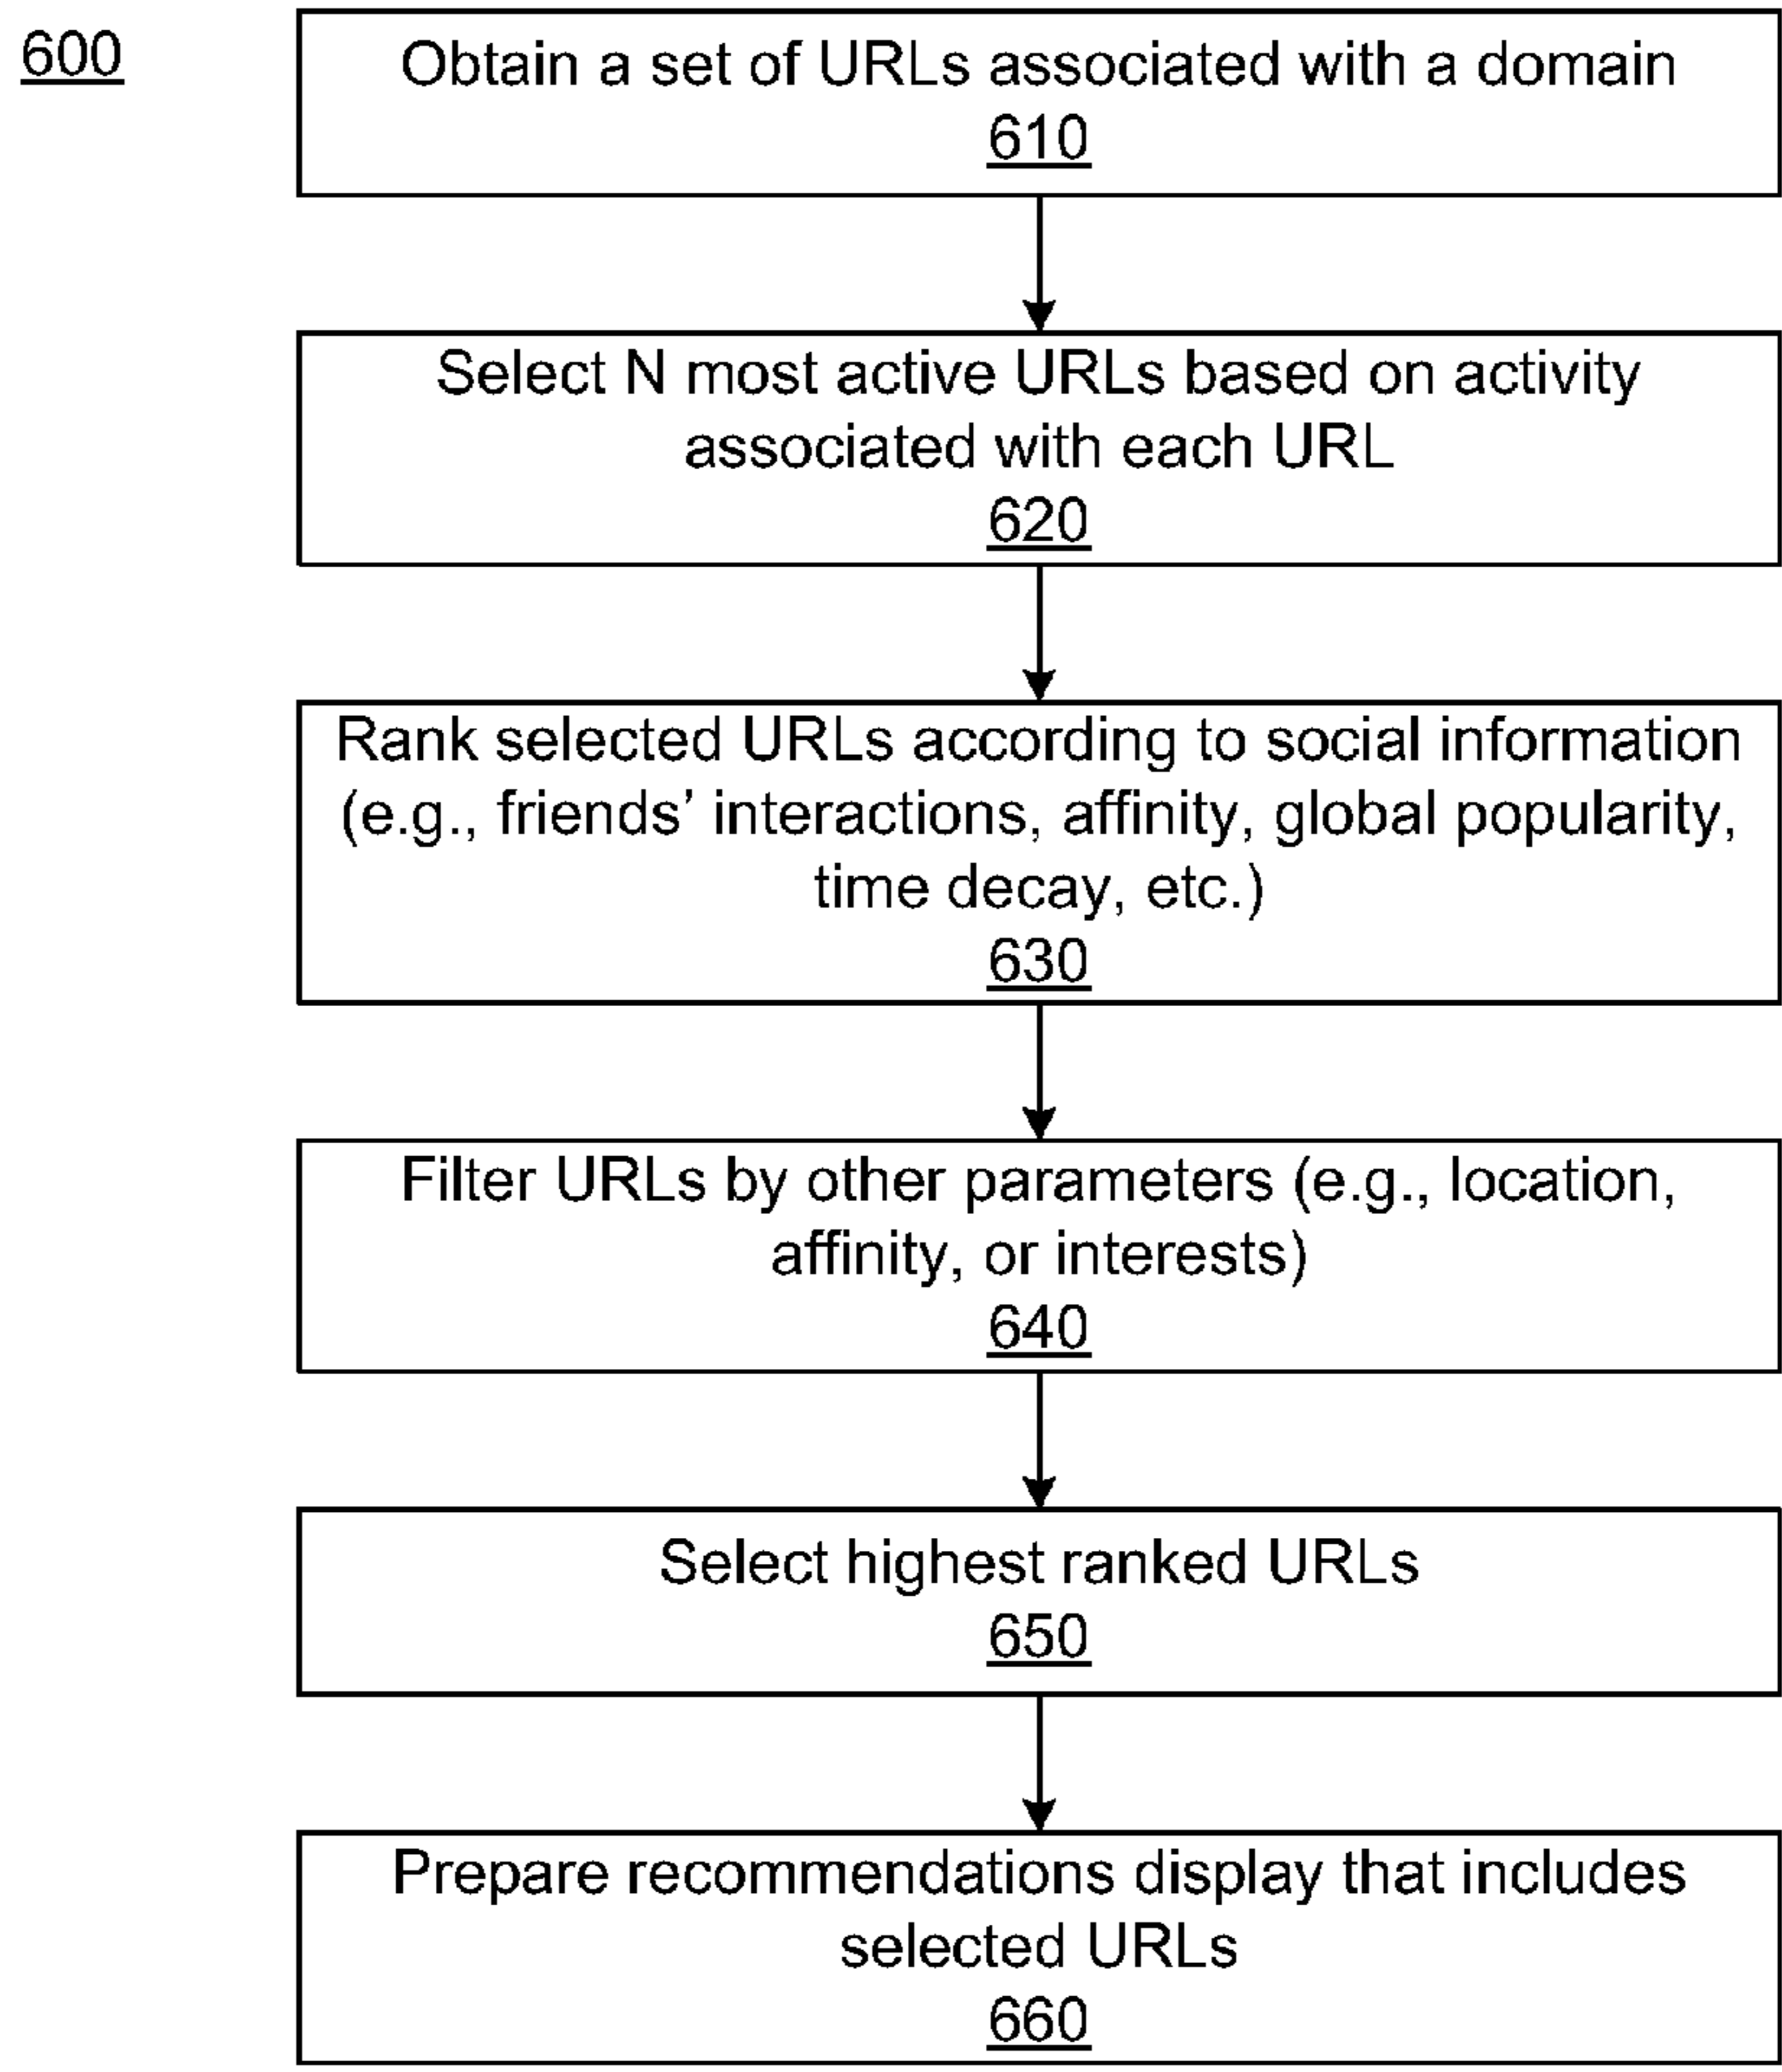 600
Obtain a set of URLs associated with a domain
610
Select N most active URLs based on activity
associated with each URL
620
Rank selected URLs according to social information
(e.g., friends’ interactions, affinity, global popularity,
time decay, etc.)
630
Filter URLs by other parameters (e.g., location,
affinity, or interests)
640
Select highest ranked URLs
650
Prepare recommendations display that includes
selected URLs
660